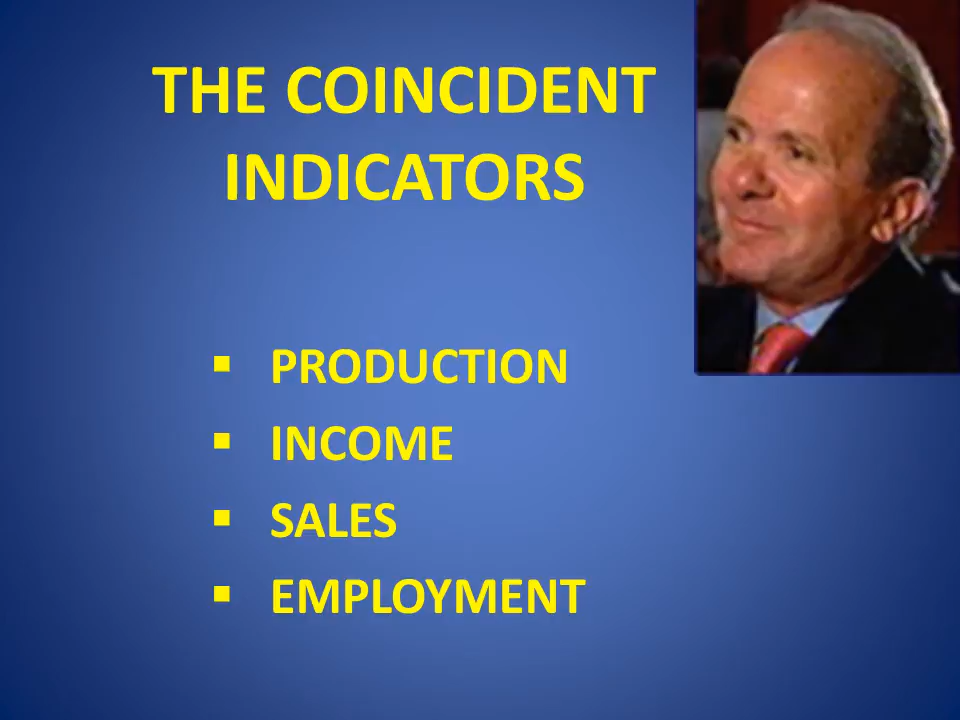 THE COINCIDENT
INDICATORS
▪ PRODUCTION
▪ INCOME
▪ SALES
▪ EMPLOYMENT